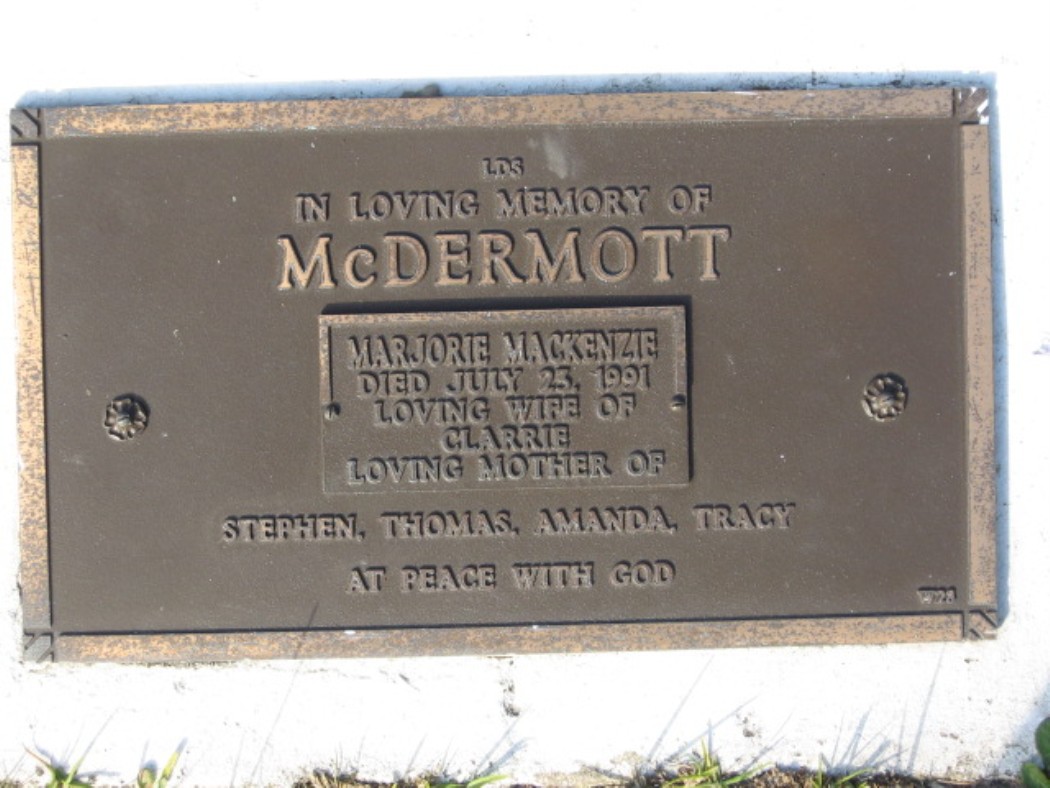 LDS
IN LOVING MEMORY OF
McDERMOTT
MARJORIE MACKENZIE
DIED JULY 23, 1991
LOVING WIFE OF
CLARRIE
LOVING MOTHER OF
STEPHEN, THOMAS, AMANDA, TRACY
AT PEACE WITH GOD